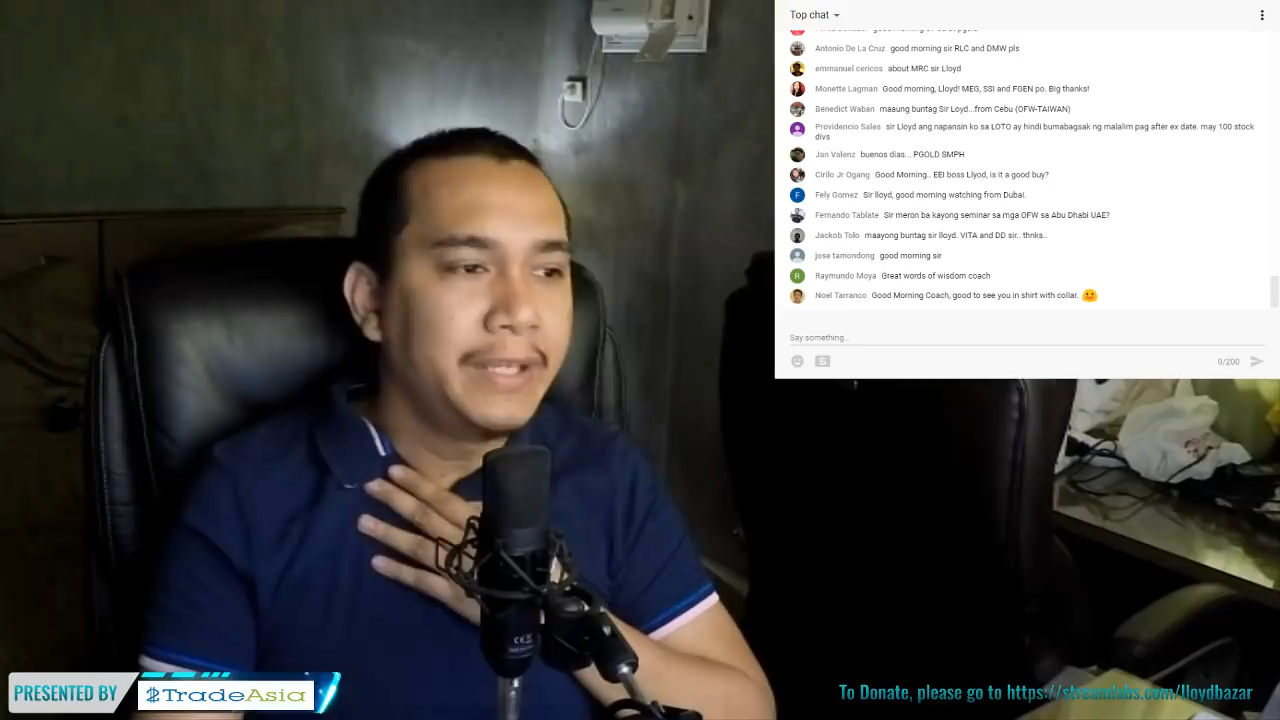 Top chat
Antonio De La Cruz good morning sir RLC and DMW pls
emmanuel cericos about MRC sir Lloyd
Monette Lagman Good morning, Lloyd! MEG, SSI and FGEN po. Big thanks!
Benedict Waban maaung buntag Sir Loyd...from Cebu (OFW-TAIWAN)
Providencio Sales sir Lloyd ang napansin ko sa LOTO ay hindi bumabagsak ng malalim pag after ex date. may 100 stock
divs
Jan Valenz buenos dias... PGOLD SMPH
Cirilo Jr Ogang Good Morning.. EEI boss Llyod, is it a good buy?
F Fely Gomez Sir lloyd, good morning watching from Dubai.
Fernando Tabiate Sir meron ba kayong seminar sa mga OFW sa Abu Dhabi UAE?
Jackob Tolo maayong buntag sir lloyd. VITA and DD sir.. thnks..
jose tamondong good morning sir
R Raymundo Moya Great words of wisdom coach
Noel Tarranco Good Morning Coach, good to see you in shirt with collar.
Say something...
0/200
PRESENTED BY $TradeAsia
To Donate, please go to https://streamlabs.com/lloydbazar